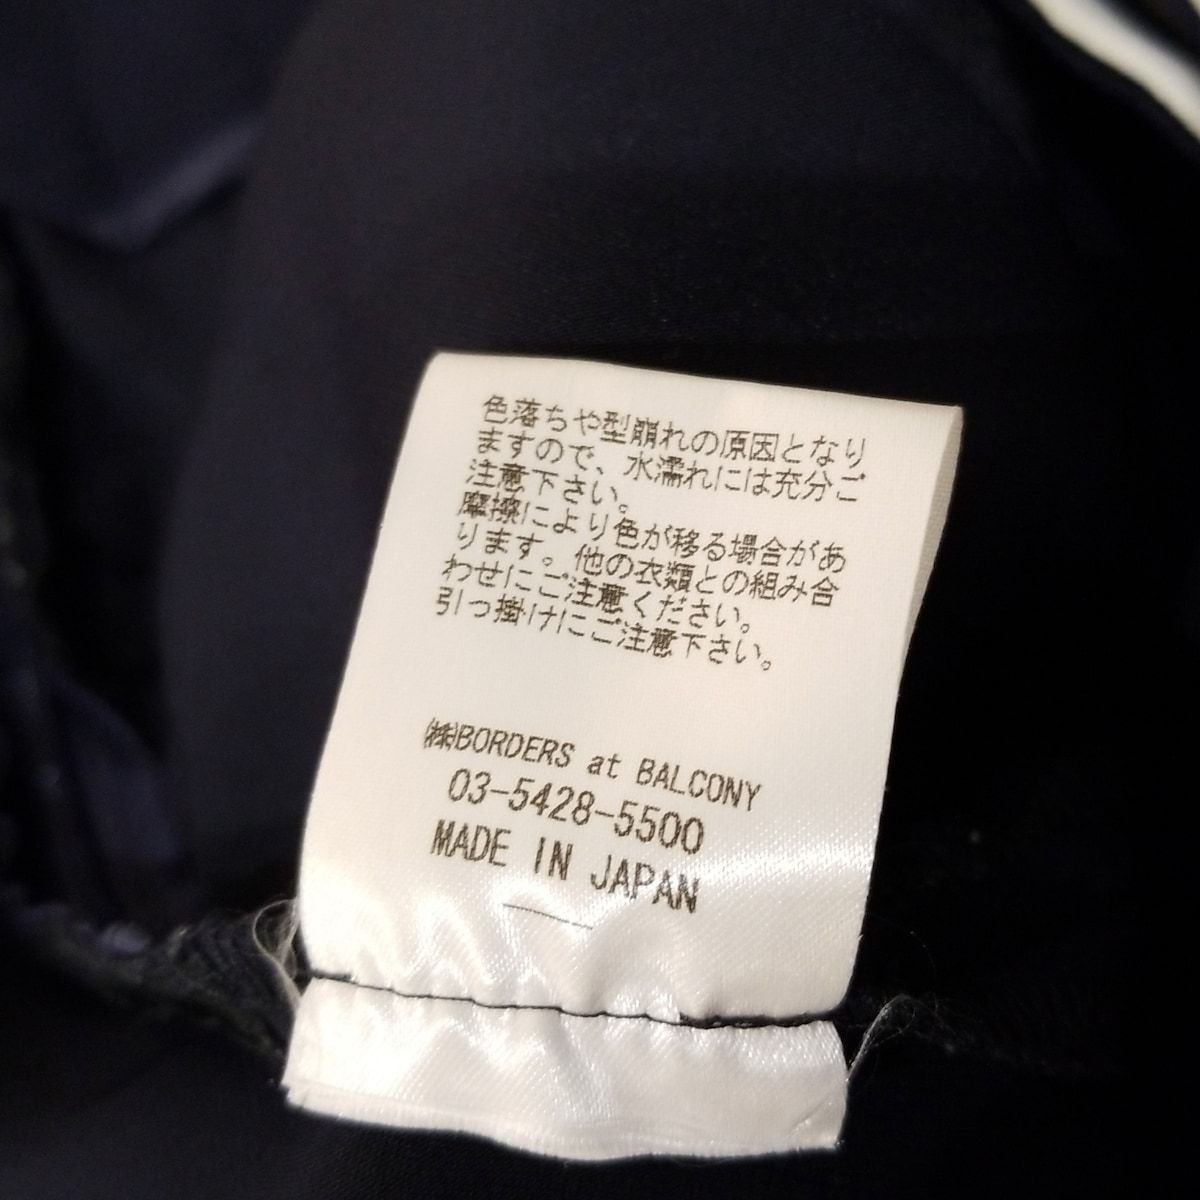 色落ちや型崩れの原因となり
ますので、水濡れには充分ご
注意下さい。
摩擦により色が移る場合があ
ります。他の衣類との組み合
わせにご注意ください。
引っ掛けにご注意下さい。
㈱BORDERS at BALCONY
03-5428-5500
MADE IN JAPAN